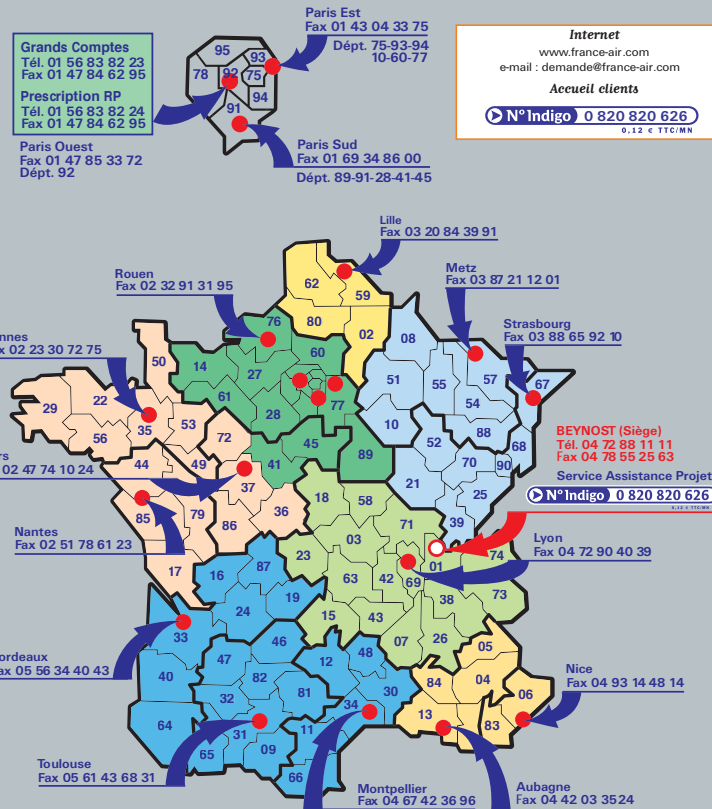 Paris Est
Fax 01 43 04 33 75
Dépt. 75-93-94
10-60-77
Grands Comptes
Tél. 01 56 83 82 23
Fax 01 47 84 62 95
Prescription RP
Tél. 01 56 83 82 24
Fax 01 47 84 62 95
Paris Ouest
Fax 01 47 85 33 72
Dépt. 92
95
93
78
92
75
94
91
Paris Sud
Fax 01 69 34 86 00
Dépt. 89-91-28-41-45
Internet
www.france-air.com
e-mail : demande@france-air.com
Accueil clients
N° Indigo 0 820 820 626
0,12 € TTC/MN
Lille
Fax 03 20 84 39 91
Rouen
Fax 02 32 91 31 95
Metz
Fax 03 87 21 12 01
Strasbourg
Fax 03 88 65 92 10
nnes
x 02 23 30 72 75
rs
02 47 74 10 24
BEYNOST (Siège)
Tél. 04 72 88 11 11
Fax 04 78 55 25 63
Service Assistance Projet
N° Indigo 0 820 820 626
0,12 € TTC/MN
Nantes
Fax 02 51 78 61 23
Lyon
Fax 04 72 90 40 39
ordeaux
ax 05 56 34 40 43
Nice
Fax 04 93 14 48 14
Toulouse
Fax 05 61 43 68 31
Montpellier
Fax 04 67 42 36 96
Aubagne
Fax 04 42 03 3524
62
59
80
02
76
60
08
50
14
27
51
55
57
67
61
54
29
22
28
77
10
88
35
53
56
72
45
52
68
44
49
41
89
70
90
37
21
25
85
79
86
36
18
58
39
71
03
23
01
74
17
16
87
63
42
69
73
24
19
38
15
43
33
07
26
46
05
47
12
48
40
82
84
04
32
81
30
06
34
13
83
64
31
11
65
09
66